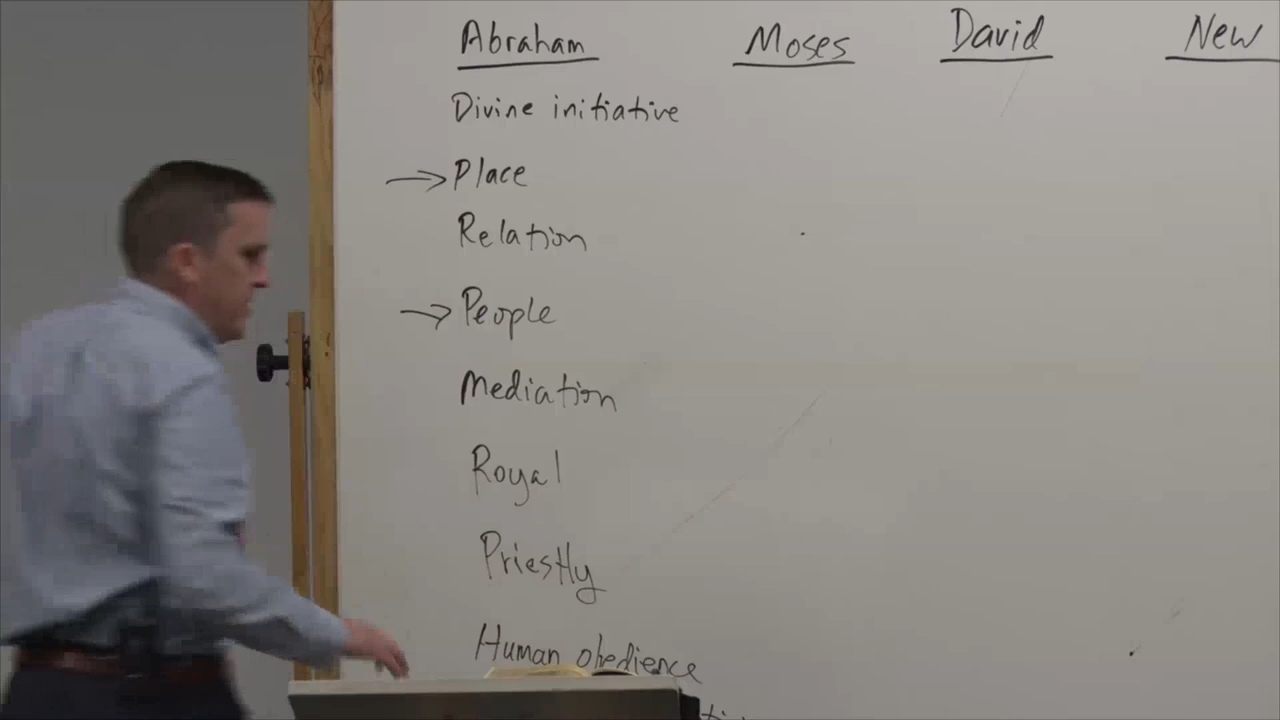 Abraham Moses David New
Divine initiative
→ Place
Relation
→ People
Mediation
Royal
Priestly
Human obedience